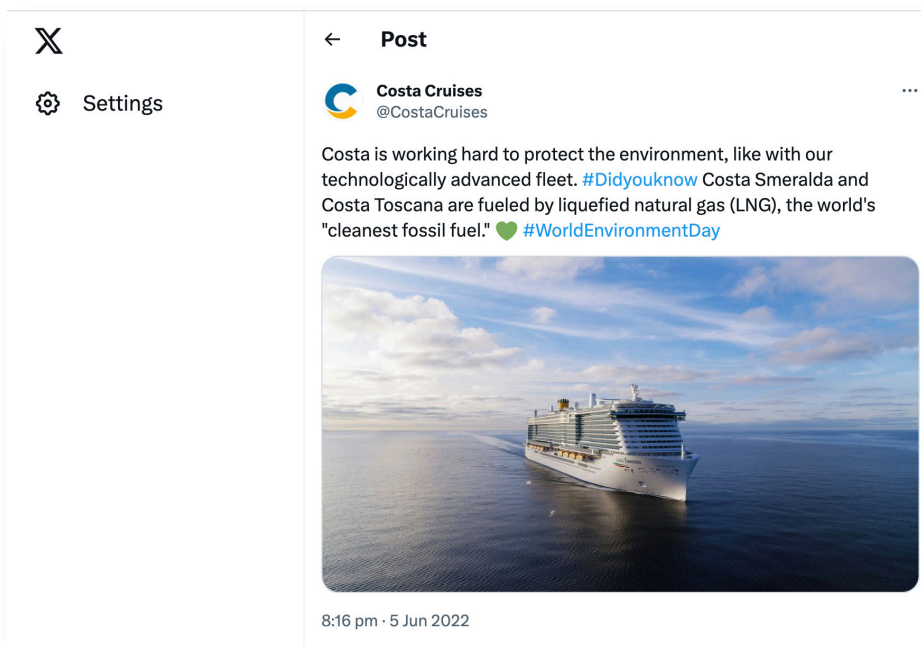 Post
Settings
Costa Cruises
@CostaCruises
Costa is working hard to protect the environment, like with our
technologically advanced fleet. #Didyouknow Costa Smeralda and
Costa Toscana are fueled by liquefied natural gas (LNG), the world's
"cleanest fossil fuel." 💚 #WorldEnvironmentDay
8:16 pm · 5 Jun 2022